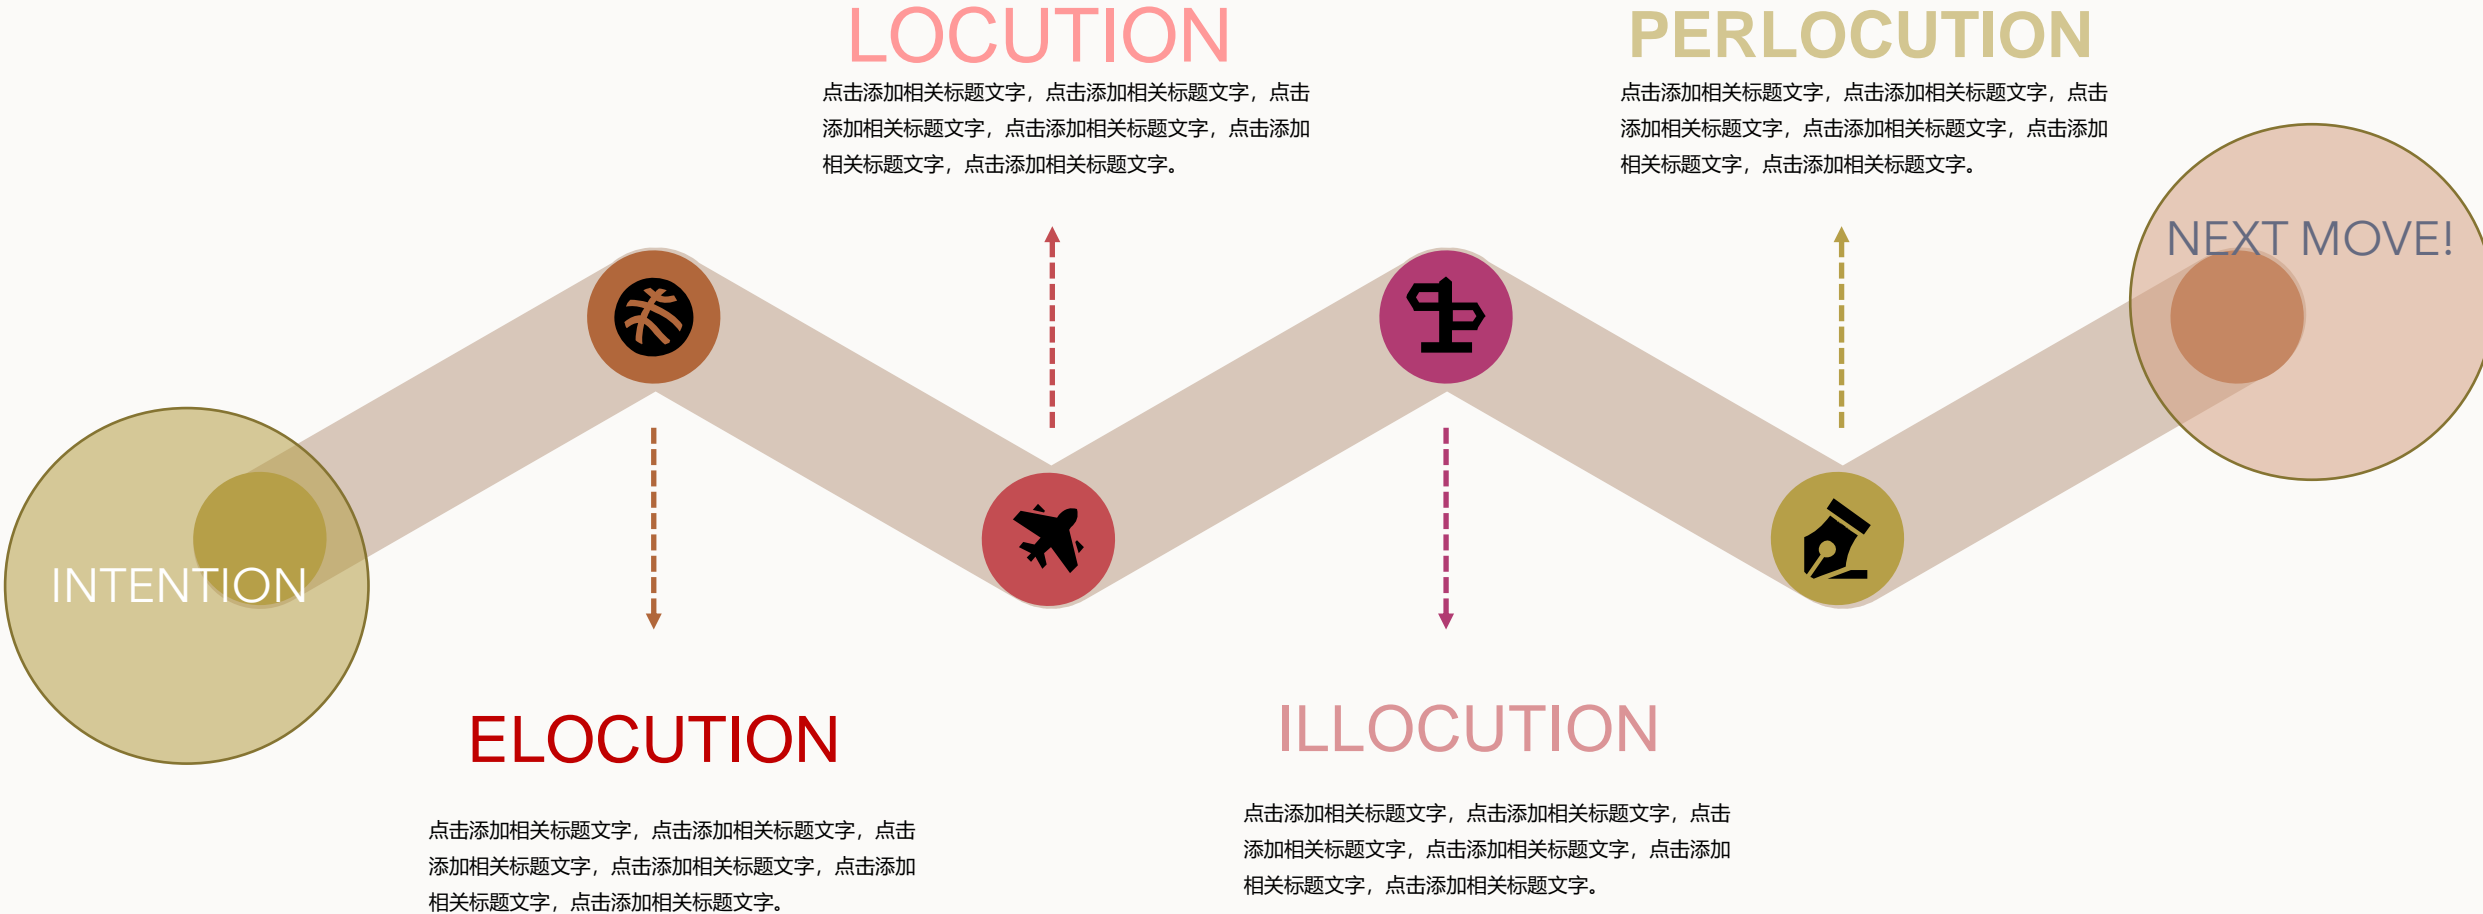 LOCUTION
点击添加相关标题文字，点击添加相关标题文字，点击
添加相关标题文字，点击添加相关标题文字，点击添加
相关标题文字，点击添加相关标题文字。
PERLOCUTION
点击添加相关标题文字，点击添加相关标题文字，点击
添加相关标题文字，点击添加相关标题文字，点击添加
相关标题文字，点击添加相关标题文字。
NEXT MOVE!
INTENTION
ELOCUTION
点击添加相关标题文字，点击添加相关标题文字，点击
添加相关标题文字，点击添加相关标题文字，点击添加
相关标题文字，点击添加相关标题文字。
ILLOCUTION
点击添加相关标题文字，点击添加相关标题文字，点击
添加相关标题文字，点击添加相关标题文字，点击添加
相关标题文字，点击添加相关标题文字。